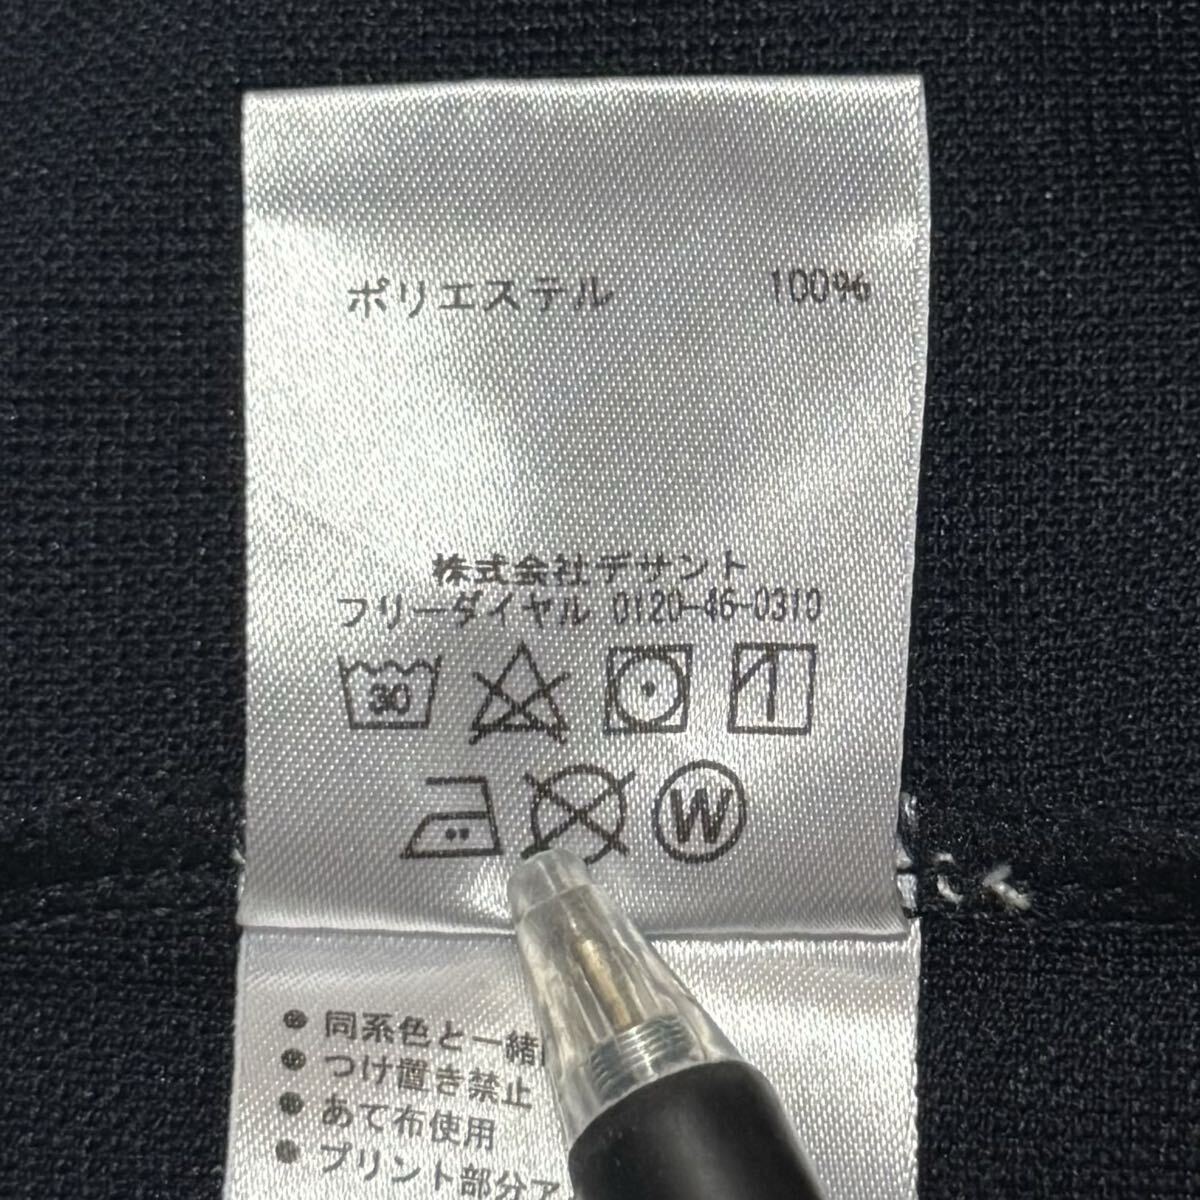 ポリエステル 100%
株式会社デサント
フリーダイヤル 0120-46-0310
30
W
● 同系色と一緒
● つけ置き禁止
● あて布使用
● プリント部分ア